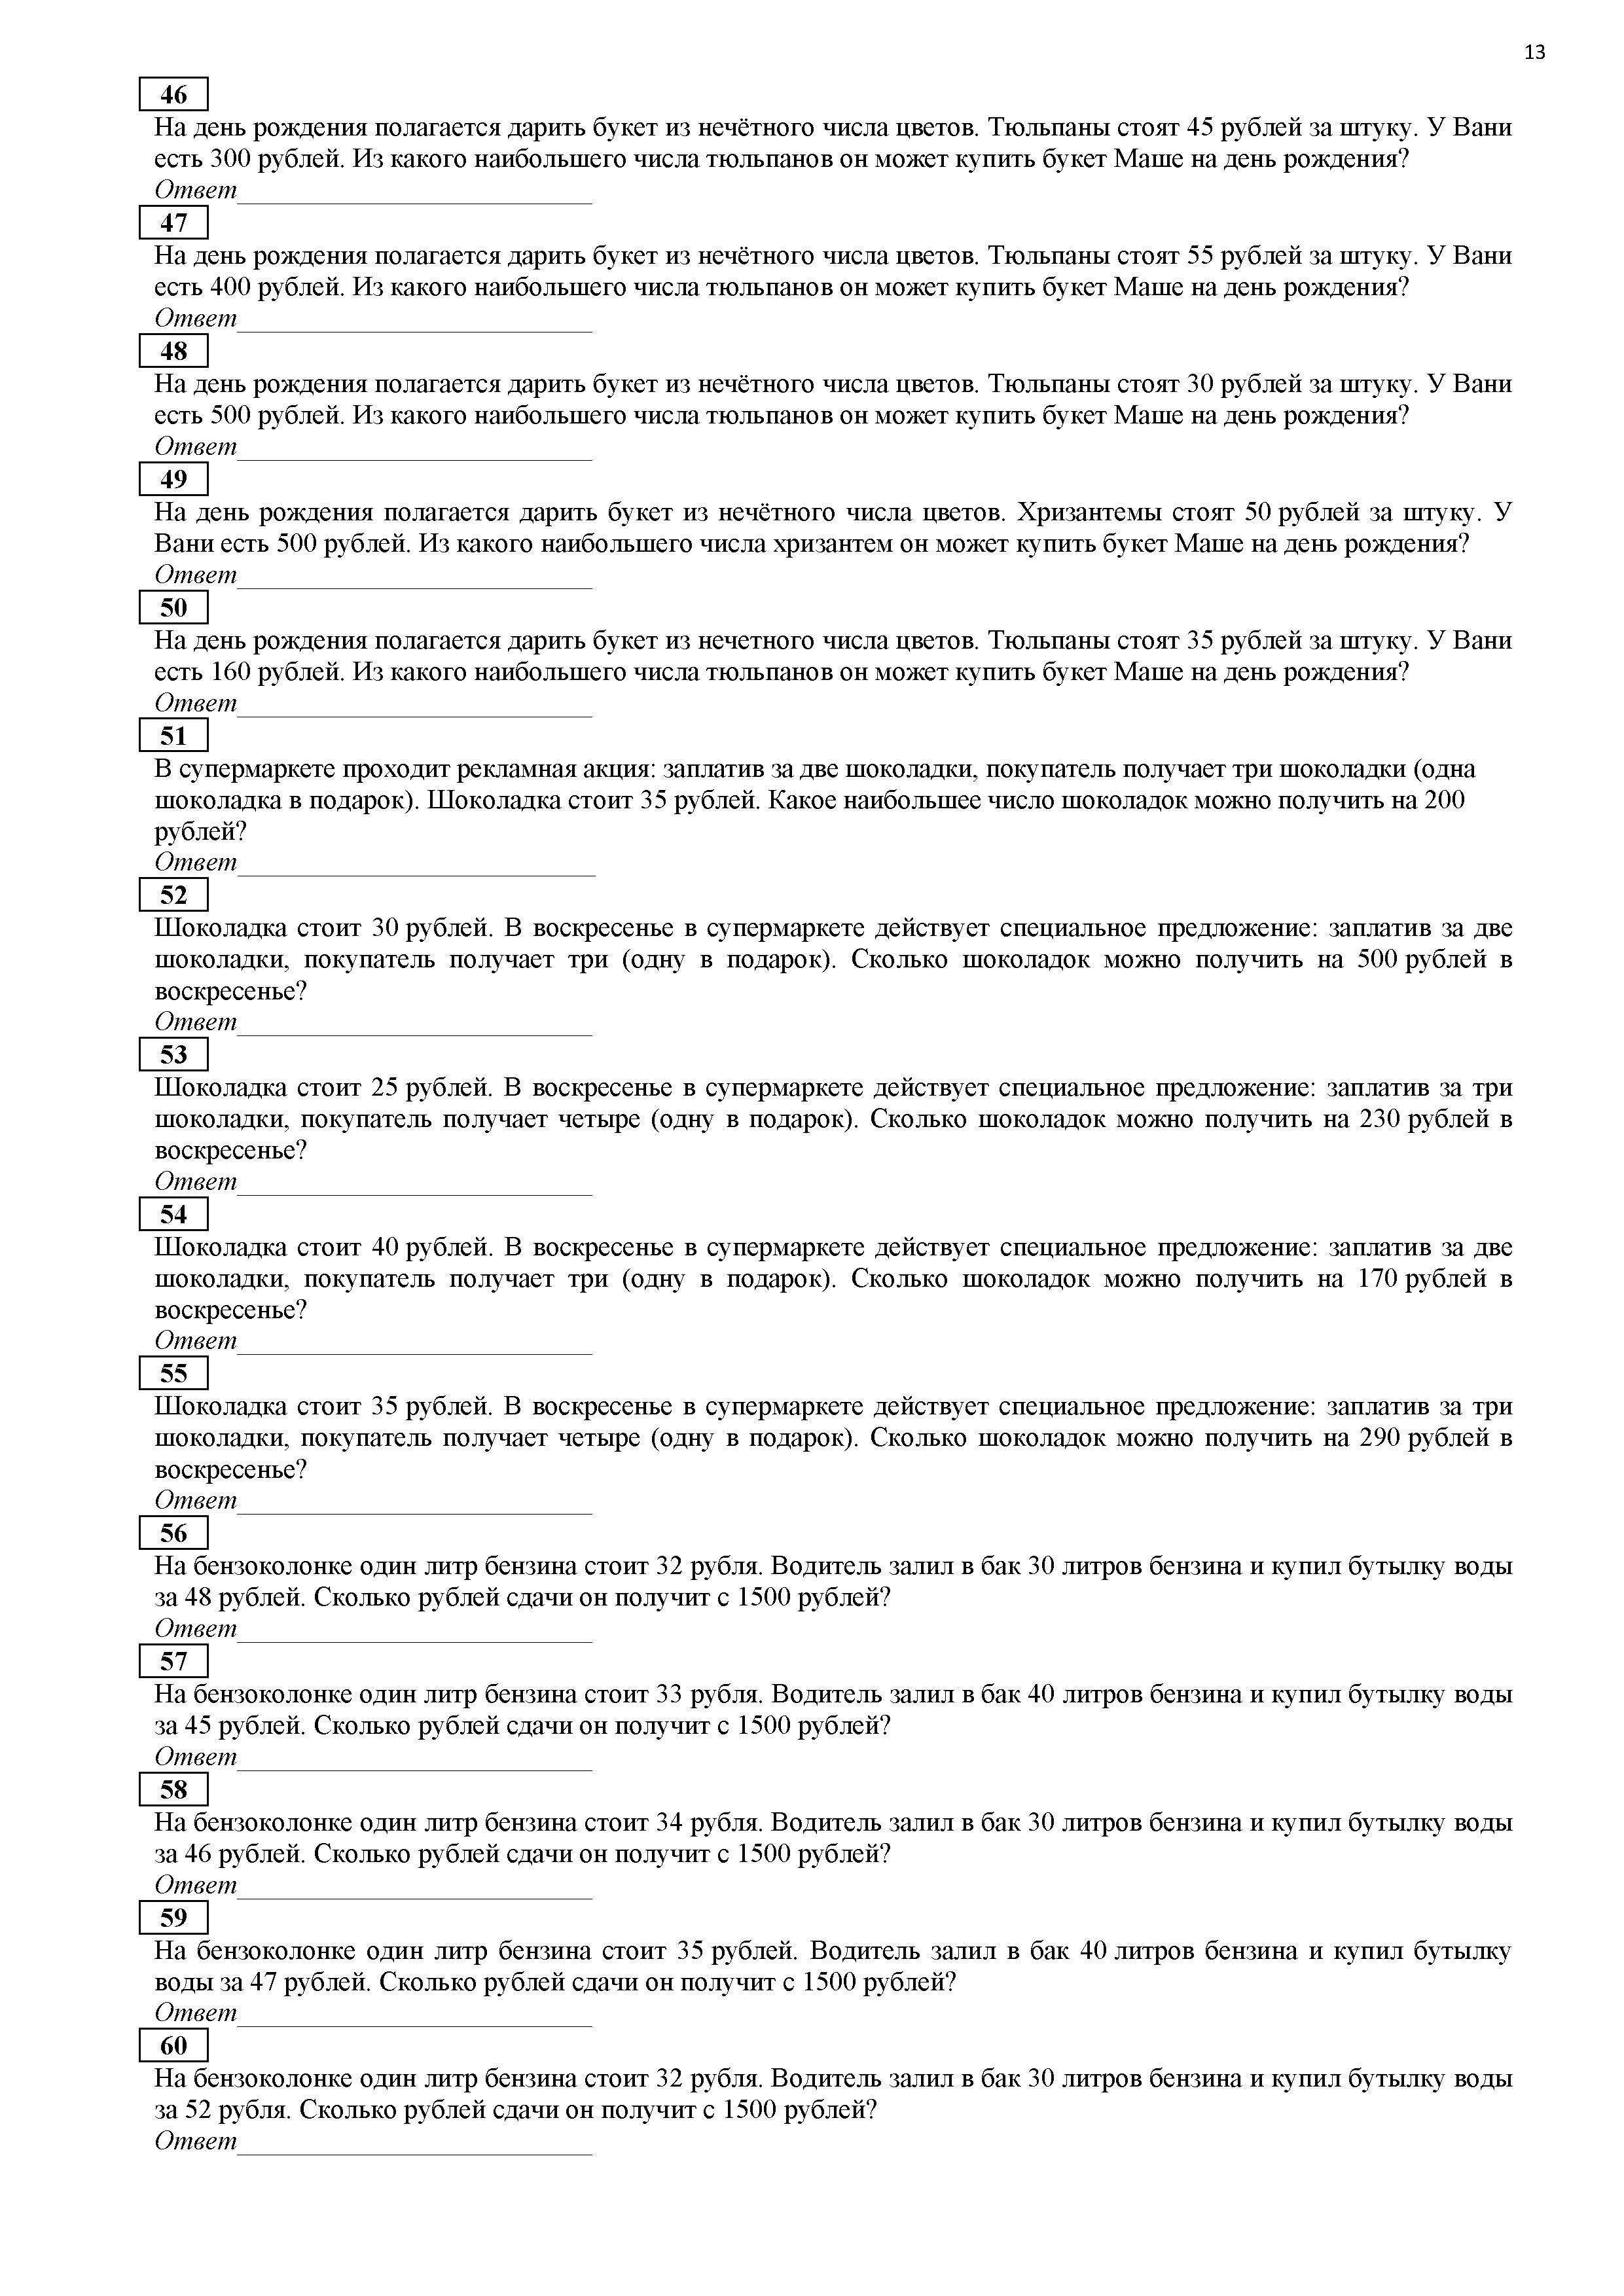 13
46
На день рождения полагается дарить букет из нечётного числа цветов. Тюльпаны стоят 45 рублей за штуку. У Вани
есть 300 рублей. Из какого наибольшего числа тюльпанов он может купить букет Маше на день рождения?
Ответ___________________________
47
На день рождения полагается дарить букет из нечётного числа цветов. Тюльпаны стоят 55 рублей за штуку. У Вани
есть 400 рублей. Из какого наибольшего числа тюльпанов он может купить букет Маше на день рождения?
Ответ___________________________
48
На день рождения полагается дарить букет из нечётного числа цветов. Тюльпаны стоят 30 рублей за штуку. У Вани
есть 500 рублей. Из какого наибольшего числа тюльпанов он может купить букет Маше на день рождения?
Ответ___________________________
49
На день рождения полагается дарить букет из нечётного числа цветов. Хризантемы стоят 50 рублей за штуку. У
Вани есть 500 рублей. Из какого наибольшего числа хризантем он может купить букет Маше на день рождения?
Ответ___________________________
50
На день рождения полагается дарить букет из нечетного числа цветов. Тюльпаны стоят 35 рублей за штуку. У Вани
есть 160 рублей. Из какого наибольшего числа тюльпанов он может купить букет Маше на день рождения?
Ответ___________________________
51
В супермаркете проходит рекламная акция: заплатив за две шоколадки, покупатель получает три шоколадки (одна
шоколадка в подарок). Шоколадка стоит 35 рублей. Какое наибольшее число шоколадок можно получить на 200
рублей?
Ответ___________________________
52
Шоколадка стоит 30 рублей. В воскресенье в супермаркете действует специальное предложение: заплатив за две
шоколадки, покупатель получает три (одну в подарок). Сколько шоколадок можно получить на 500 рублей в
воскресенье?
Ответ___________________________
53
Шоколадка стоит 25 рублей. В воскресенье в супермаркете действует специальное предложение: заплатив за три
шоколадки, покупатель получает четыре (одну в подарок). Сколько шоколадок можно получить на 230 рублей в
воскресенье?
Ответ___________________________
54
Шоколадка стоит 40 рублей. В воскресенье в супермаркете действует специальное предложение: заплатив за две
шоколадки, покупатель получает три (одну в подарок). Сколько шоколадок можно получить на 170 рублей в
воскресенье?
Ответ___________________________
55
Шоколадка стоит 35 рублей. В воскресенье в супермаркете действует специальное предложение: заплатив за три
шоколадки, покупатель получает четыре (одну в подарок). Сколько шоколадок можно получить на 290 рублей в
воскресенье?
Ответ___________________________
56
На бензоколонке один литр бензина стоит 32 рубля. Водитель залил в бак 30 литров бензина и купил бутылку воды
за 48 рублей. Сколько рублей сдачи он получит с 1500 рублей?
Ответ___________________________
57
На бензоколонке один литр бензина стоит 33 рубля. Водитель залил в бак 40 литров бензина и купил бутылку воды
за 45 рублей. Сколько рублей сдачи он получит с 1500 рублей?
Ответ___________________________
58
На бензоколонке один литр бензина стоит 34 рубля. Водитель залил в бак 30 литров бензина и купил бутылку воды
за 46 рублей. Сколько рублей сдачи он получит с 1500 рублей?
Ответ___________________________
59
На бензоколонке один литр бензина стоит 35 рублей. Водитель залил в бак 40 литров бензина и купил бутылку
воды за 47 рублей. Сколько рублей сдачи он получит с 1500 рублей?
Ответ___________________________
60
На бензоколонке один литр бензина стоит 32 рубля. Водитель залил в бак 30 литров бензина и купил бутылку воды
за 52 рубля. Сколько рублей сдачи он получит с 1500 рублей?
Ответ___________________________